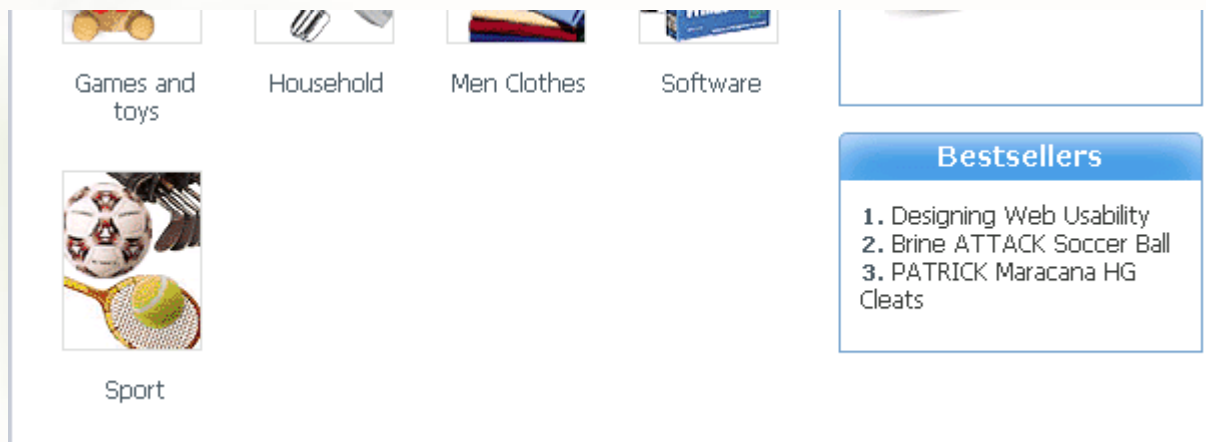 Games and
toys
Household
Men Clothes
Software
Sport
Bestsellers
1. Designing Web Usability
2. Brine ATTACK Soccer Ball
3. PATRICK Maracana HG
Cleats